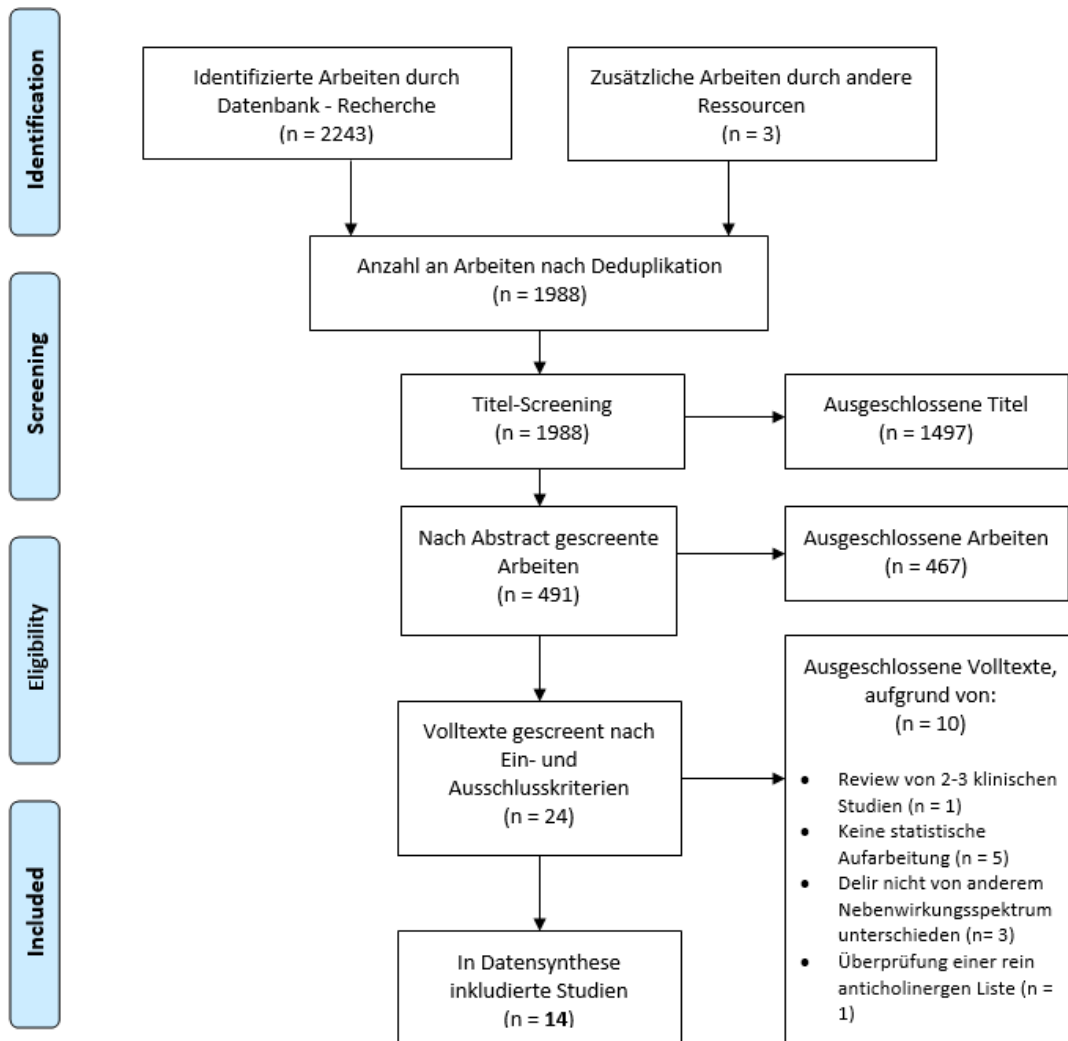 Identification
Identifizierte Arbeiten durch
Datenbank - Recherche
(n = 2243)
Zusätzliche Arbeiten durch andere
Ressourcen
(n = 3)
Anzahl an Arbeiten nach Deduplikation
(n = 1988)
Screening
Titel-Screening
(n = 1988)
Ausgeschlossene Titel
(n = 1497)
Nach Abstract gescreente
Arbeiten
(n = 491)
Ausgeschlossene Arbeiten
(n = 467)
Eligibility
Volltexte gescreent nach
Ein- und
Ausschlusskriterien
(n = 24)
Ausgeschlossene Volltexte,
aufgrund von:
(n = 10)
• Review von 2-3 klinischen
Studien (n = 1)
• Keine statistische
Aufarbeitung (n = 5)
• Delir nicht von anderem
Nebenwirkungsspektrum
unterschieden (n= 3)
• Überprüfung einer rein
anticholinergen Liste (n =
1)
Included
In Datensynthese
inkludierte Studien
(n = 14)